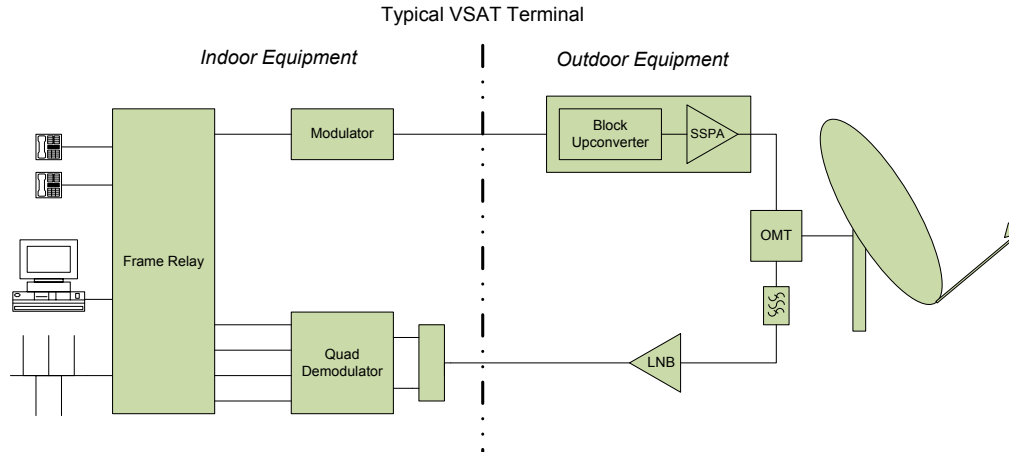 Typical VSAT Terminal
Indoor Equipment
Outdoor Equipment
Modulator
Block
Upconverter
SSPA
OMT
Frame Relay
Quad
Demodulator
LNB